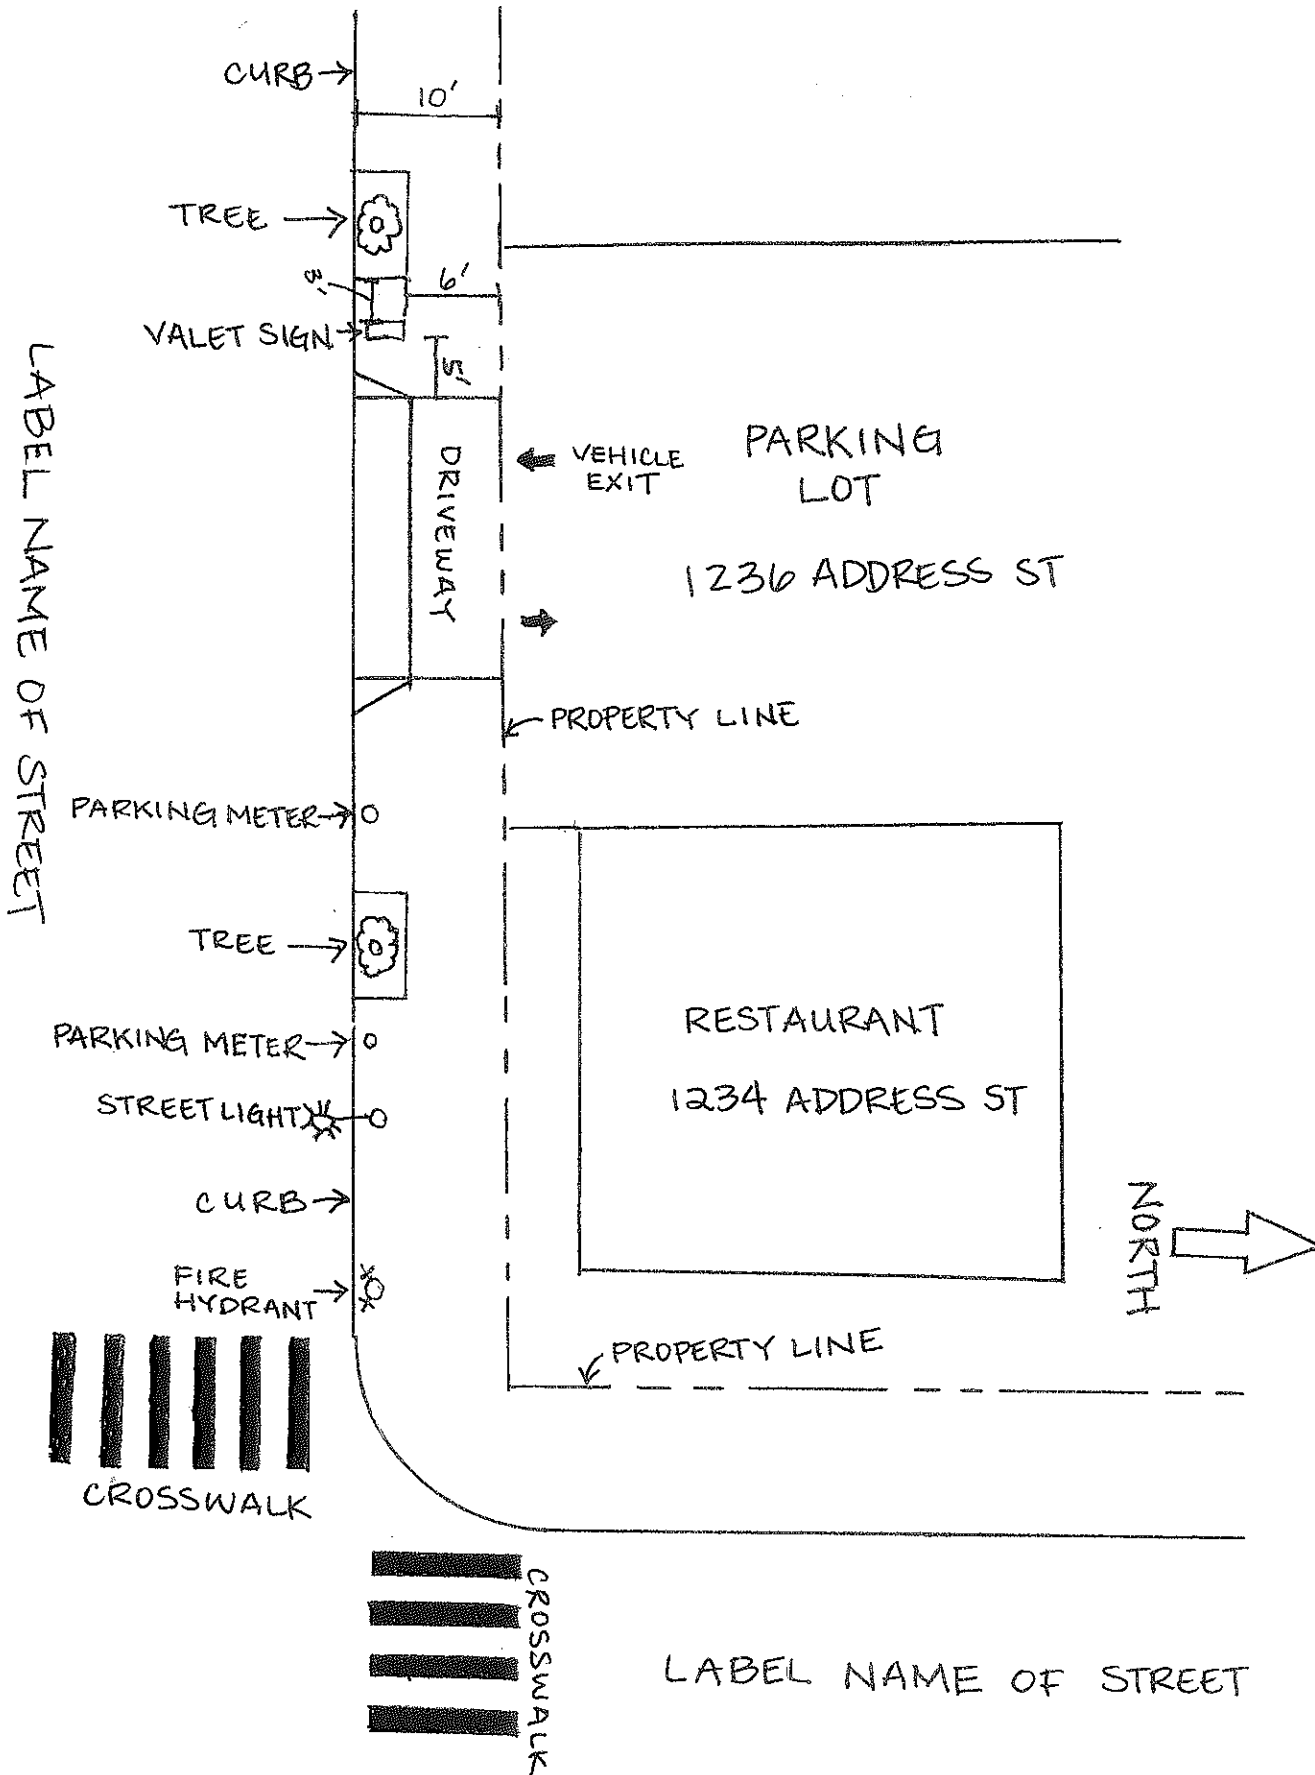 CURB
10'
TREE
3'
6'
VALET SIGN
5'
LABEL NAME OF STREET
DRIVEWAY
VEHICLE
EXIT
PARKING
LOT
1236 ADDRESS ST
PROPERTY LINE
PARKING METER
TREE
PARKING METER
STREET LIGHT
CURB
FIRE
HYDRANT
RESTAURANT
1234 ADDRESS ST
NORTH
PROPERTY LINE
CROSSWALK
CROSSWALK
LABEL NAME OF STREET